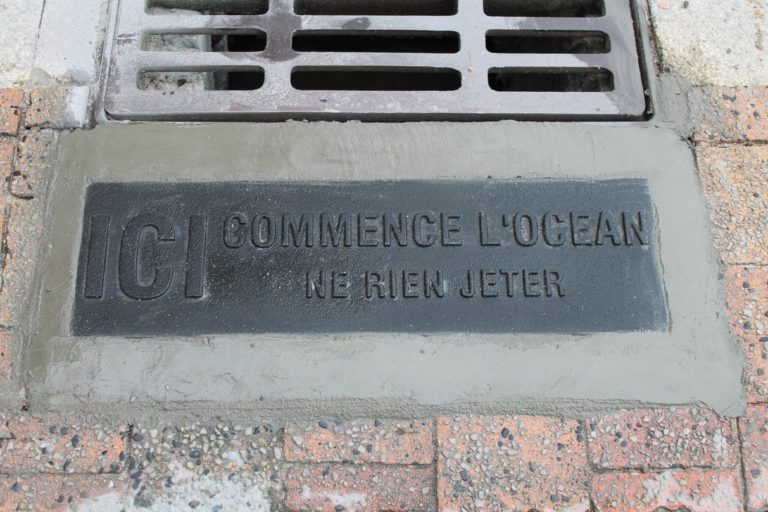 ICI COMMENCE L'OCEAN
NE RIEN JETER